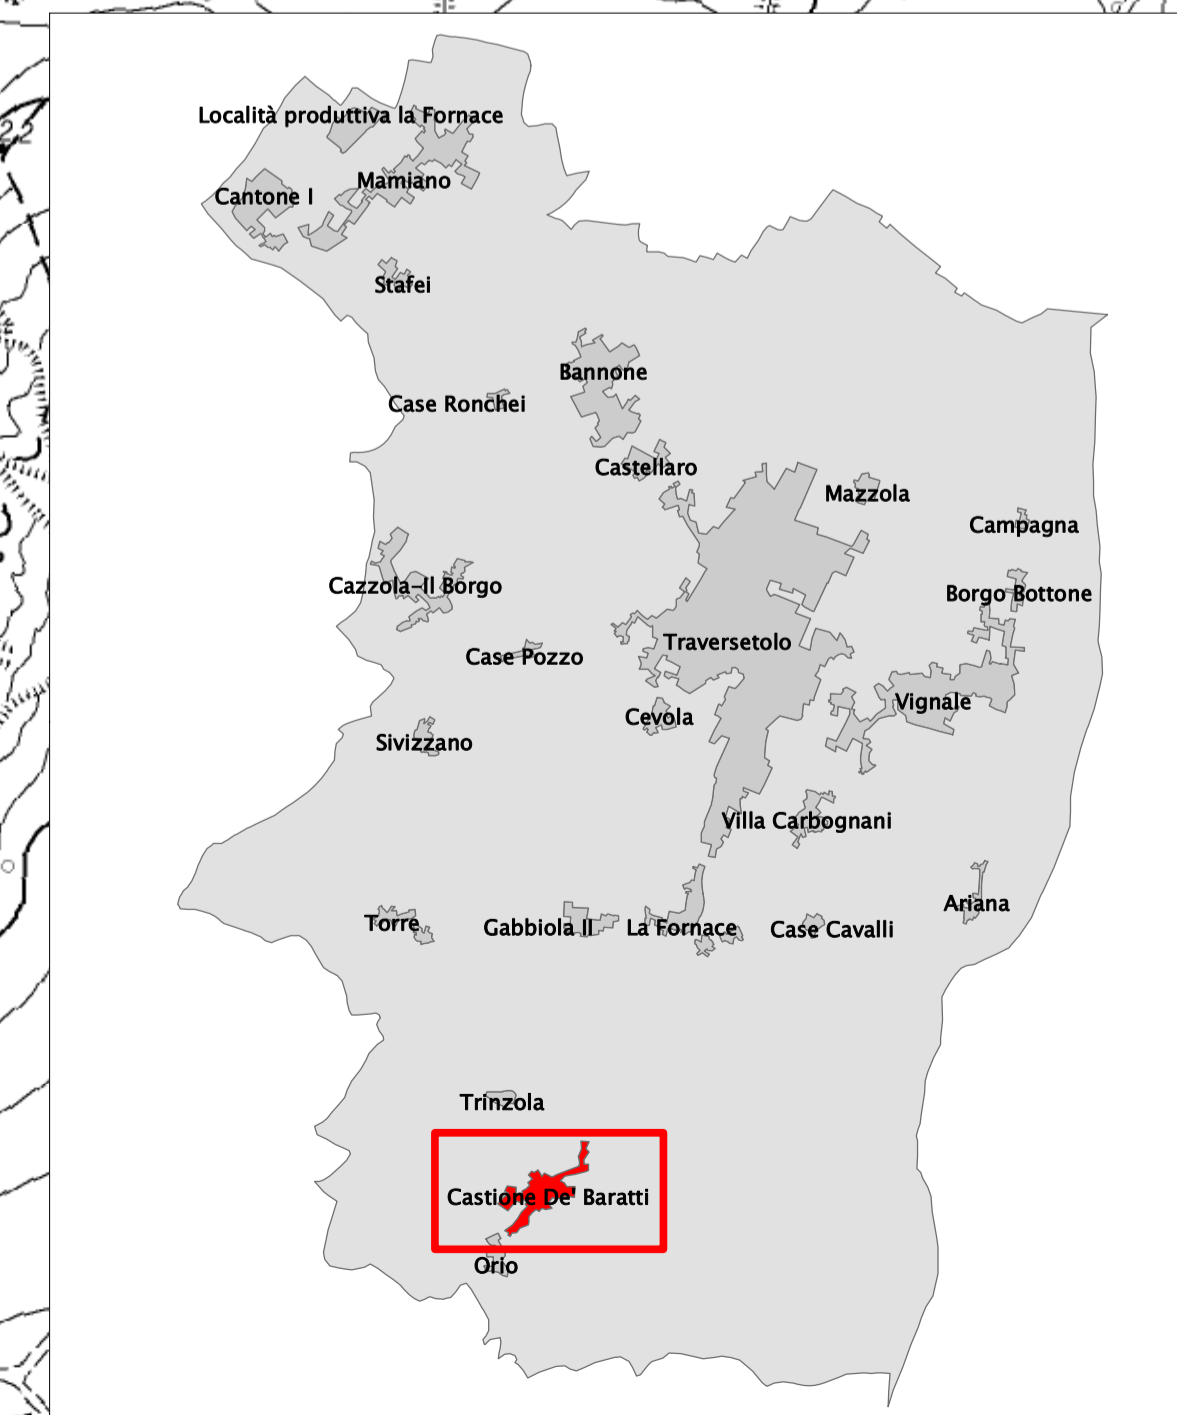 Località produttiva la Fornace
Mamiano
Cantone I
Stafei
Bannone
Case Ronchei
Castellaro
Mazzola
Campagna
Cazzola-Il Borgo
Borgo Bottone
Traversetolo
Case Pozzo
Vignale
Cevola
Sivizzano
Villa Carbognani
Ariana
Torre
Gabbiola II
La Fornace
Case Cavalli
Trinzola
Castione De' Baratti
Orio